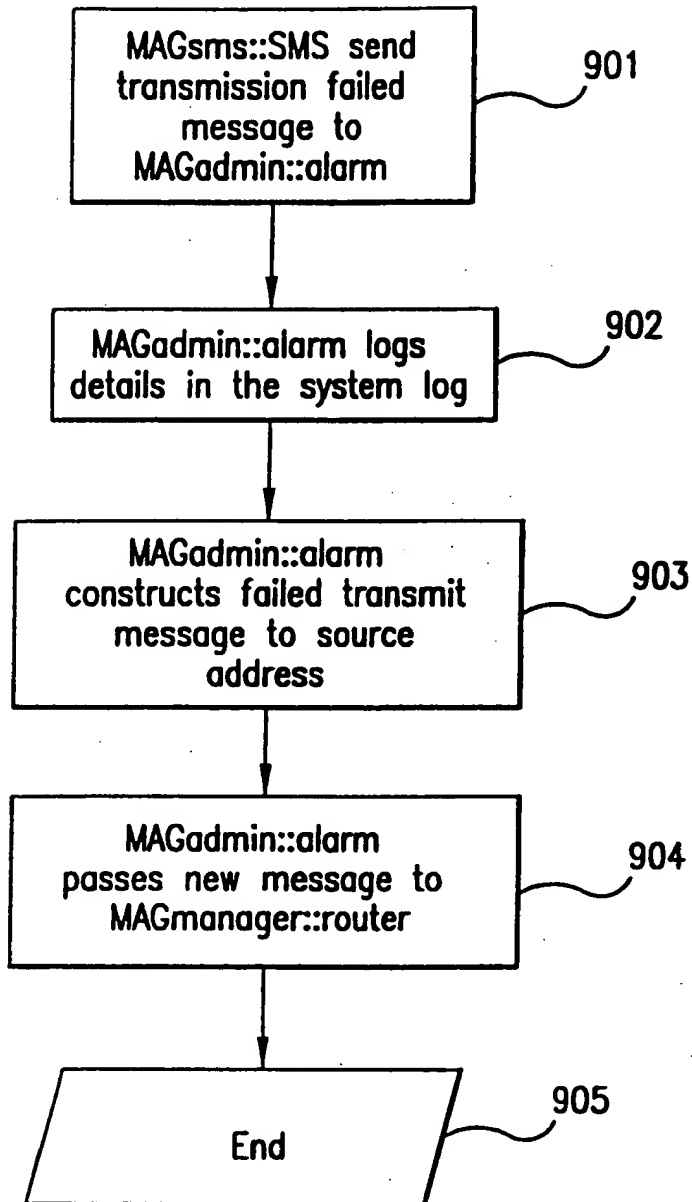 MAGsms::SMS send
transmission failed
message to
MAGadmin::alarm
901
MAGadmin::alarm logs
details in the system log
902
MAGadmin::alarm
constructs failed transmit
message to source
address
903
MAGadmin::alarm
passes new message to
MAGmanager::router
904
End
905